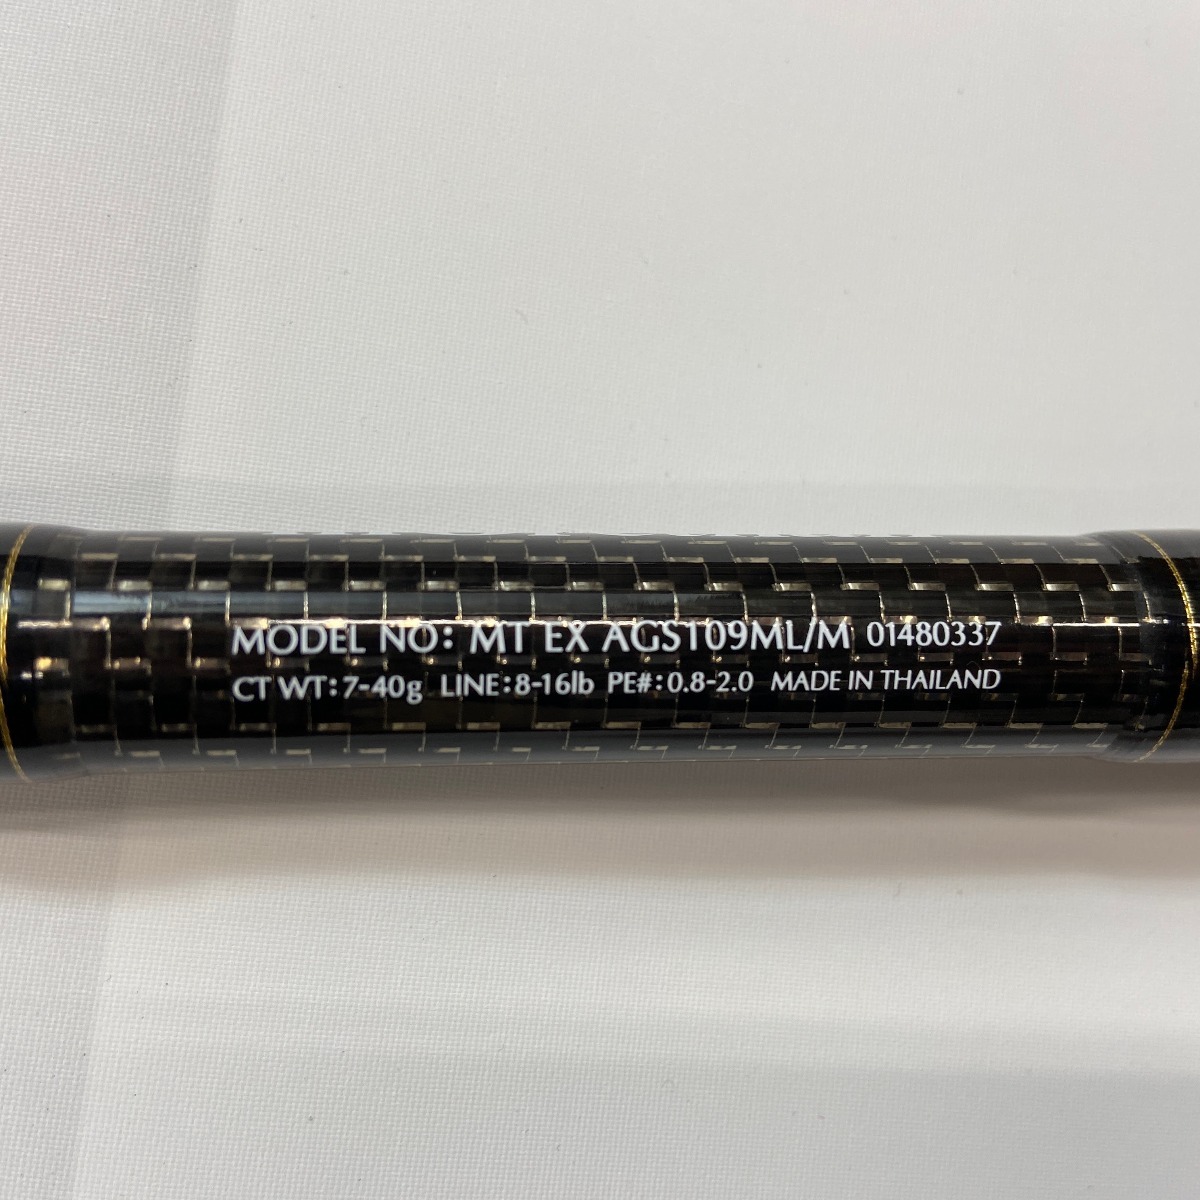 MODEL NO: MT EX AGS109ML/M 01480337
CT WT:7-40g LINE:8-16lb PE#:0.8-2.0 MADE IN THAILAND